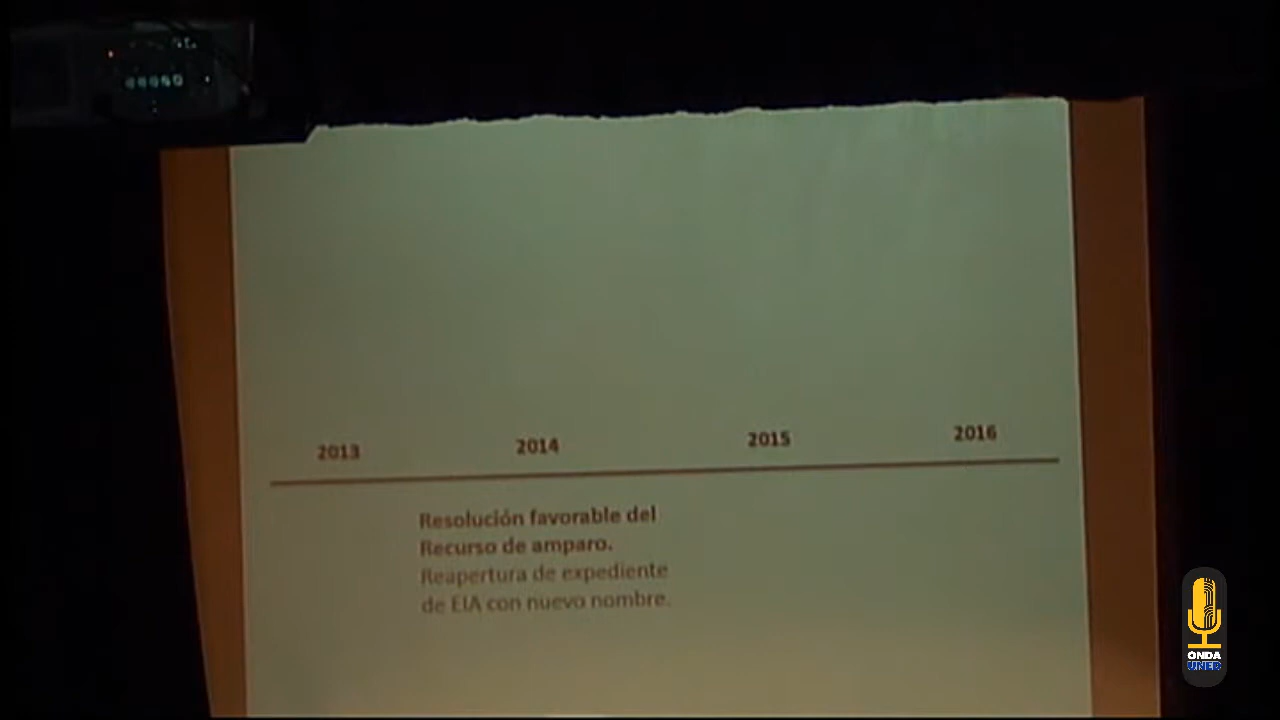 2013 2014 2015 2016
Resolución favorable del
Recurso de amparo.
Reapertura de expediente
de EIA con nuevo nombre.
ONDA
UNEB